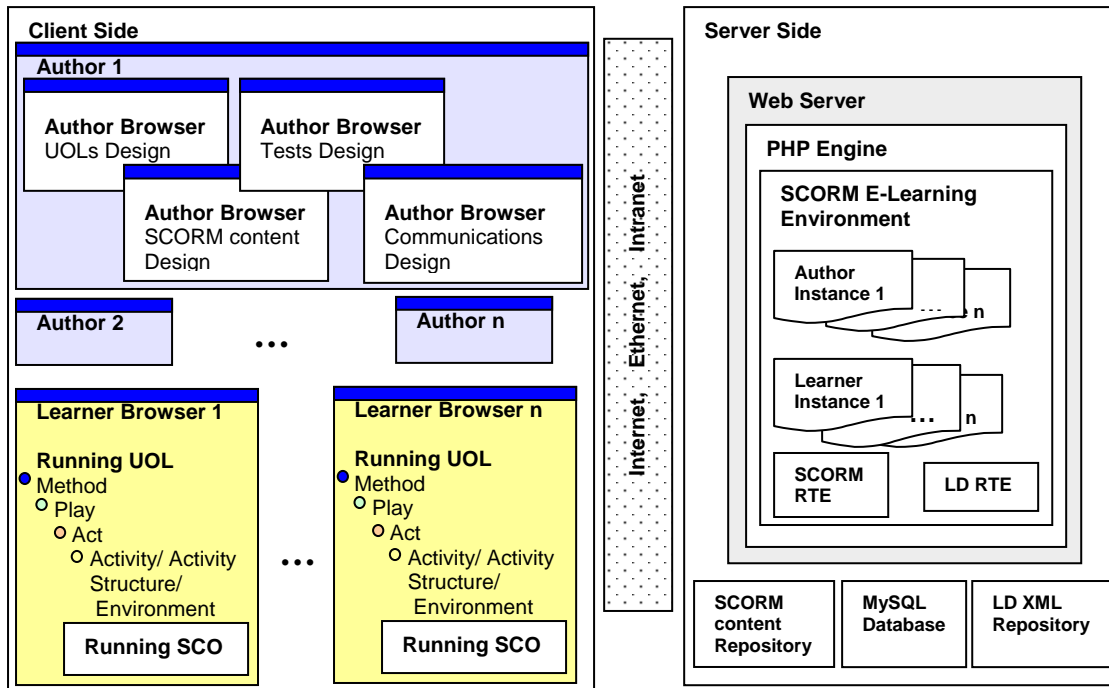 Client Side
Author 1
Author Browser
UOLs Design
Author Browser
Tests Design
Author Browser
SCORM content
Design
Author Browser
Communications
Design
Author 2
...
Author n
Learner Browser 1
Running UOL
Method
Play
Act
Activity/ Activity
Structure/
Environment
Running SCO
...
Learner Browser n
Running UOL
Method
Play
Act
Activity/ Activity
Structure/
Environment
Running SCO
Internet, Ethernet, Intranet
Server Side
Web Server
PHP Engine
SCORM E-Learning
Environment
Author
Instance 1
...
n
Learner
Instance 1
...
n
SCORM
RTE
LD RTE
SCORM
content
Repository
MySQL
Database
LD XML
Repository